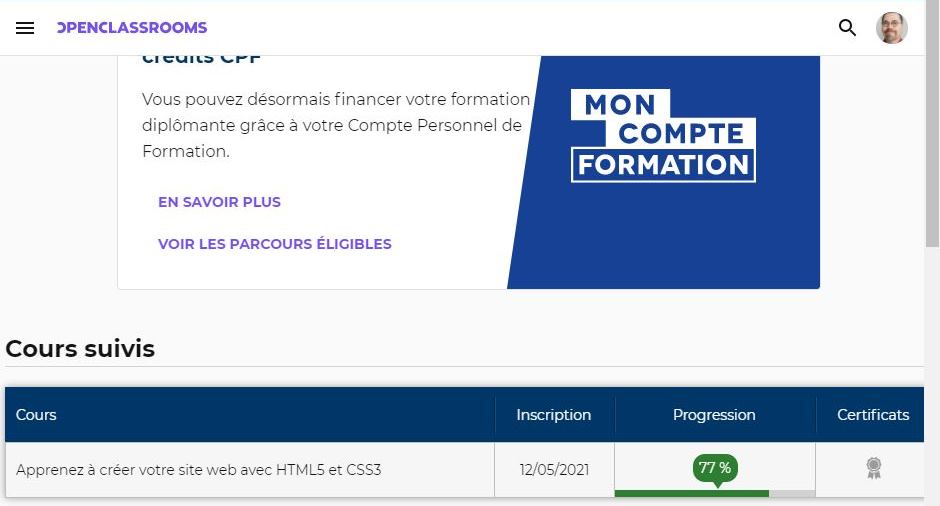 OPENCLASSROOMS
crédits CPF
Vous pouvez désormais financer votre formation
diplômante grâce à votre Compte Personnel de
Formation.
EN SAVOIR PLUS
VOIR LES PARCOURS ÉLIGIBLES
MON
COMPTE
FORMATION
Cours suivis
Cours Inscription Progression Certificats
Apprenez à créer votre site web avec HTML5 et CSS3 12/05/2021 77 %